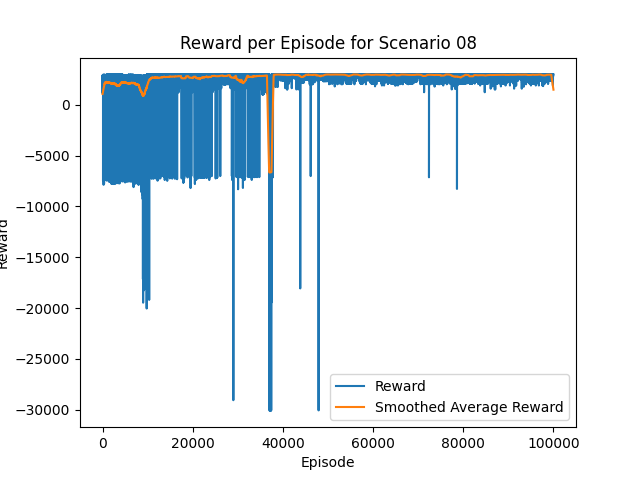 Reward per Episode for Scenario 08
0
−5000
−10000
−15000
−20000
−25000
−30000
Reward
0 20000 40000 60000 80000 100000
Episode
Reward
Smoothed Average Reward